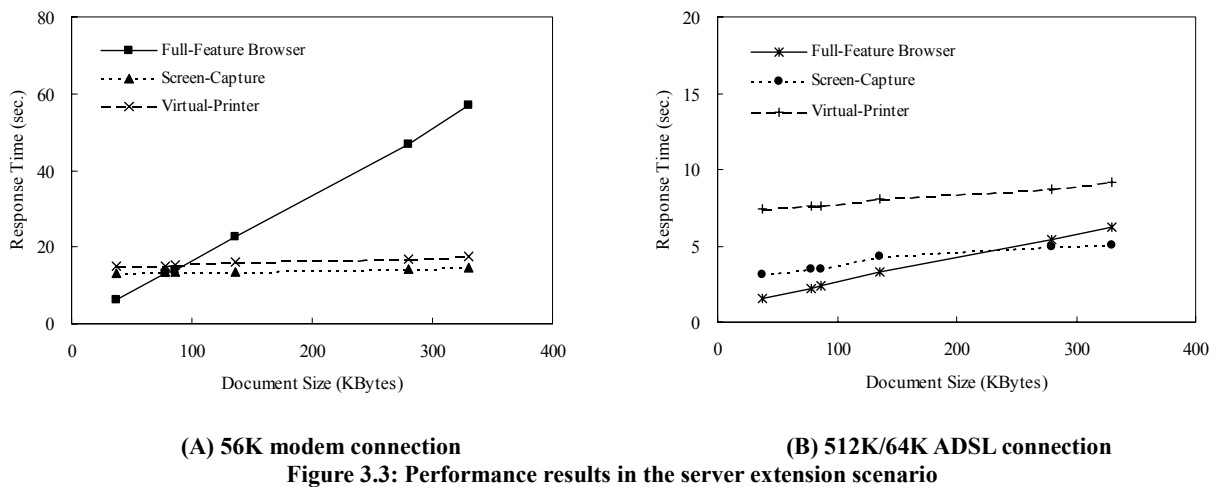 80
60
40
20
0
Response Time (sec.)
Full-Feature Browser
Screen-Capture
Virtual-Printer
0 100 200 300 400
Document Size (KBytes)
(A) 56K modem connection
20
15
10
5
0
Response Time (sec.)
Full-Feature Browser
Screen-Capture
Virtual-Printer
0 100 200 300 400
Document Size (KBytes)
(B) 512K/64K ADSL connection
Figure 3.3: Performance results in the server extension scenario